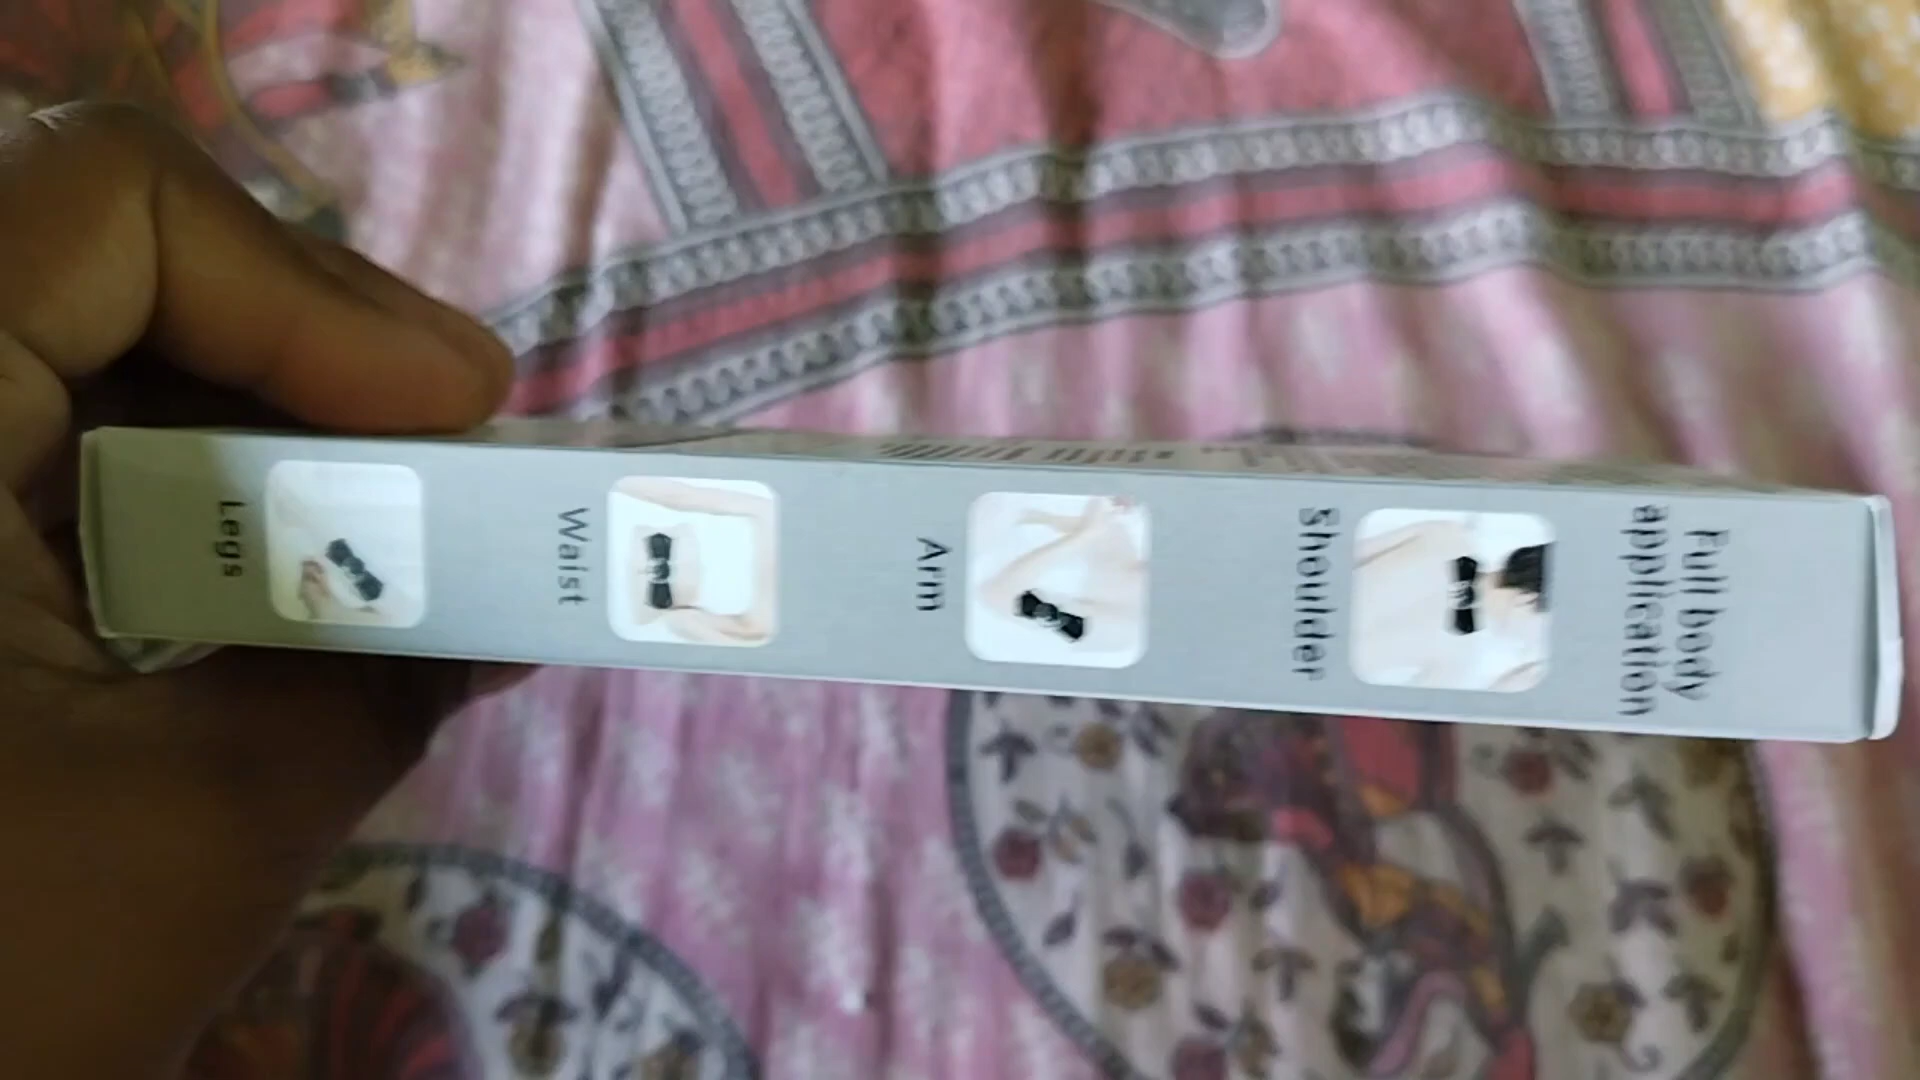 Full body
application
Shoulder
Arm
Waist
Legs